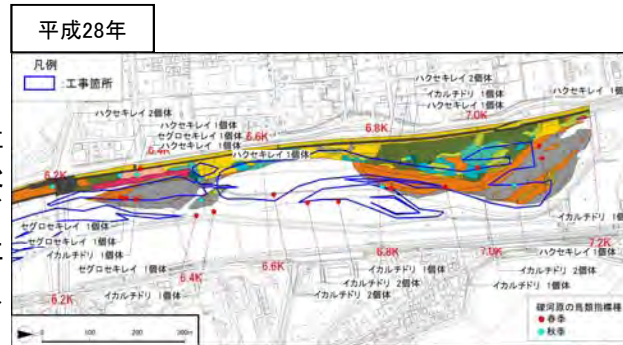 平成28年
凡例
工事箇所
ハクセキレイ 2個体
イカルチドリ 1個体
ハクセキレイ 1個体
ハクセキレイ 1個体
ハクセキレイ 2個体
ハクセキレイ 1個体
セグロセキレイ 1個体
ハクセキレイ 1個体
ハクセキレイ 1個体
6.2K
6.4K
6.6K
6.8K
7.0K
セグロセキレイ 1個体
セグロセキレイ 1個体
イカルチドリ 1個体
セグロセキレイ 1個体
イカルチドリ 1個体
6.2K
6.4K
6.6K
6.8K
7.0K
7.2K
イカルチドリ 1個体
イカルチドリ 2個体
イカルチドリ 2個体
イカルチドリ 1個体
ハクセキレイ 1個体
イカルチドリ 2個体
イカルチドリ 1個体
礫河原の鳥類指標種
春季
秋季
0 100 200 300m